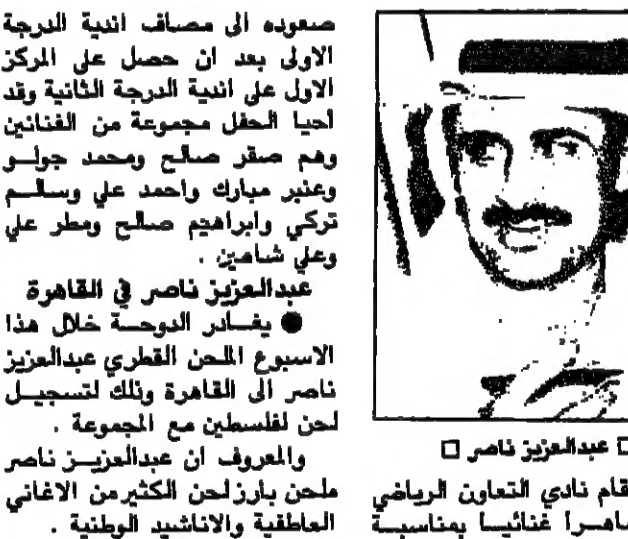 □ عبدالعزيز ناصر □
قام نادي التعاون الرياضي
غنائيا بمناسبة
صعوده الى مصاف اندية الدرجة
الاولى بعد ان حصل على المركز
الاول على اندية الدرجة الثانية وقد
أحيا الحفل مجموعة من الفنانين
وهم صقر صالح ومحمد جولو
وعنبر مبارك واحمد علي وسالم
تركي وابراهيم صالح ومطر علي
وعلي شاهين .
عبدالعزيز ناصر في القاهرة
● يغادر الدوحة خلال هذا
الاسبوع الملحن القطري عبدالعزيز
ناصر الى القاهرة وذلك لتسجيل
لحن لفلسطين مع المجموعة .
والمعروف ان عبدالعزيز ناصر
ملحن بارز لحن الكثير من الاغاني
العاطفية والاناشيد الوطنية .